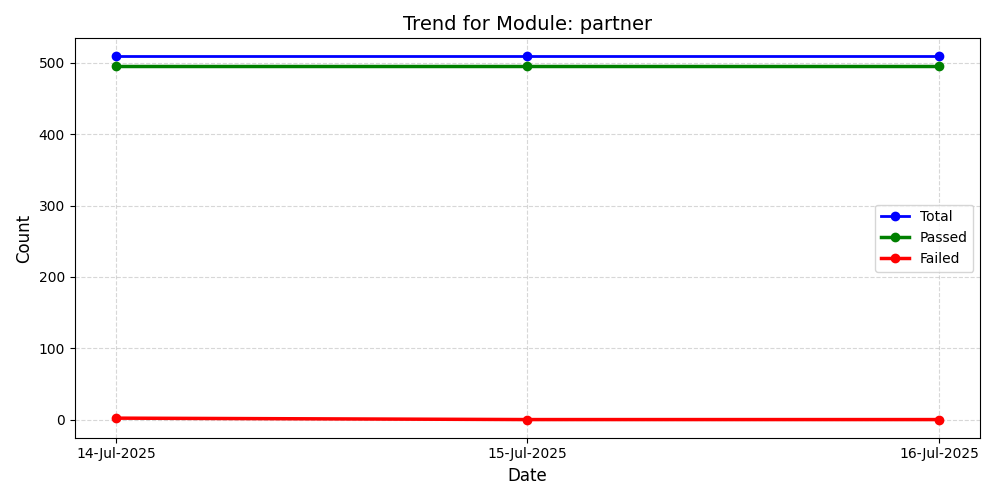 Trend for Module: partner
500
400
300
200
100
0
Count
Total
Passed
Failed
14-Jul-2025
15-Jul-2025
16-Jul-2025
Date